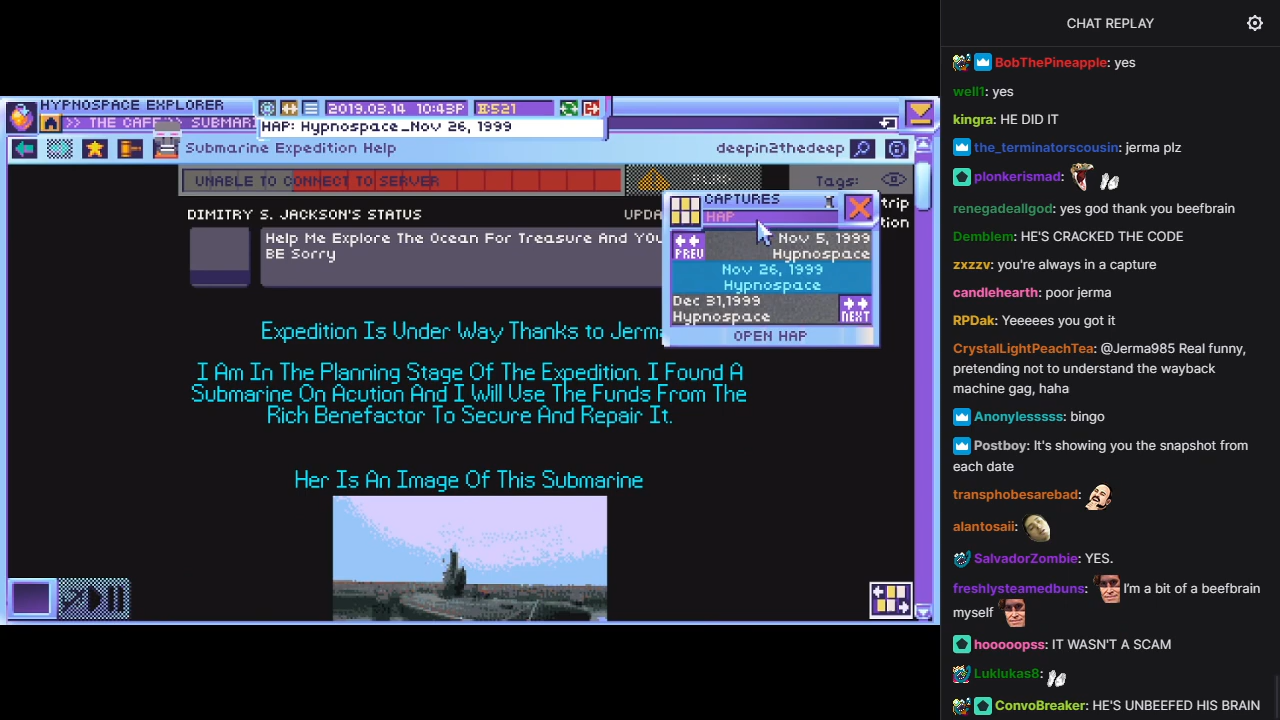 HYPNOSPACE EXPLORER
2019.03.14 10:43P
521
>> THE CAFE >> SUBMAR
HAP: Hypnospace_Nov 26, 1999
Submarine Expedition Help
deepin2thedeep
UNABLE TO CONNECT TO SERVER
Tags:
trip
tion
DIMITRY S. JACKSON'S STATUS
UPDA
Help Me Explore The Ocean For Treasure And YOU
BE Sorry
CAPTURES
HAP
PREV
Nov 5, 1999
Hypnospace
Nov 26, 1999
Hypnospace
Dec 31,1999
Hypnospace
NEXT
OPEN HAP
Expedition Is Under Way Thanks to Jerma
I Am In The Planning Stage Of The Expedition. I Found A
Submarine On Acution And I Will Use The Funds From The
Rich Benefactor To Secure And Repair It.
Her Is An Image Of This Submarine
CHAT REPLAY
BobThePineapple: yes
well1: yes
kingra: HE DID IT
the_terminatorscousin: jerma plz
plonkerismad:
renegadeallgod: yes god thank you beefbrain
Demblem: HE'S CRACKED THE CODE
zxzzv: you're always in a capture
candlehearth: poor jerma
RPDak: Yeeeees you got it
CrystalLightPeachTea: @Jerma985 Real funny,
pretending not to understand the wayback
machine gag, haha
Anonylesssss: bingo
Postboy: It's showing you the snapshot from
each date
transphobesarebad:
alantosaii:
SalvadorZombie: YES.
freshlysteamedbuns: I'm a bit of a beefbrain
myself
hooooopss: IT WASN'T A SCAM
Luklukas8:
ConvoBreaker: HE'S UNBEEFED HIS BRAIN